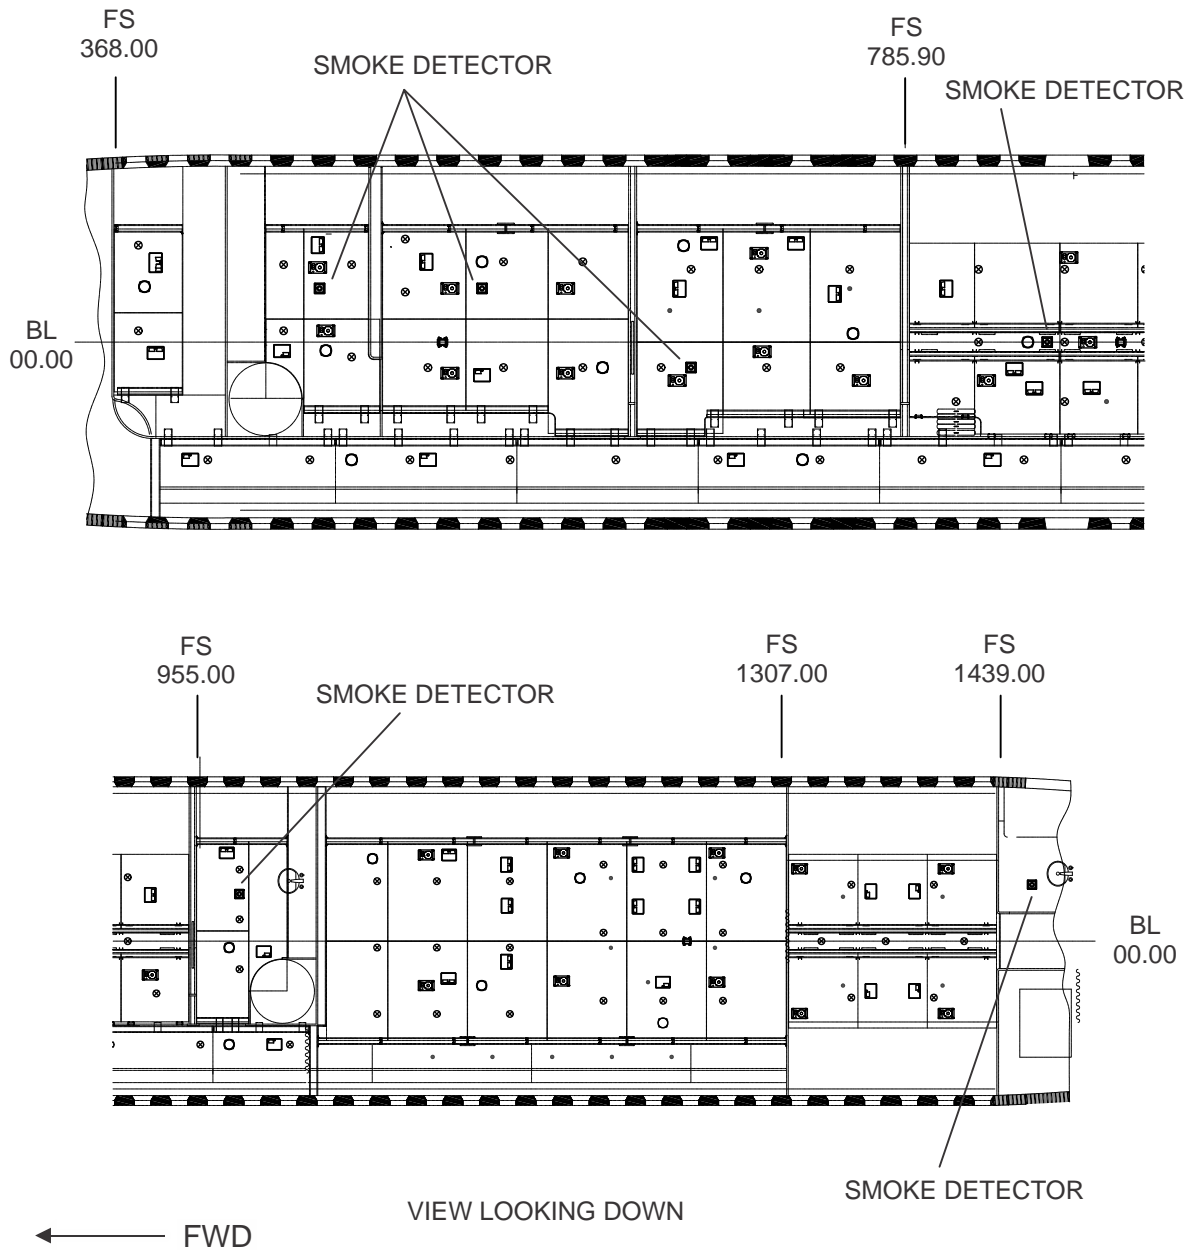 FS
368.00
SMOKE DETECTOR
FS
785.90
SMOKE DETECTOR
BL
00.00
FS
955.00
SMOKE DETECTOR
FS
1307.00
FS
1439.00
BL
00.00
SMOKE DETECTOR
VIEW LOOKING DOWN
FWD